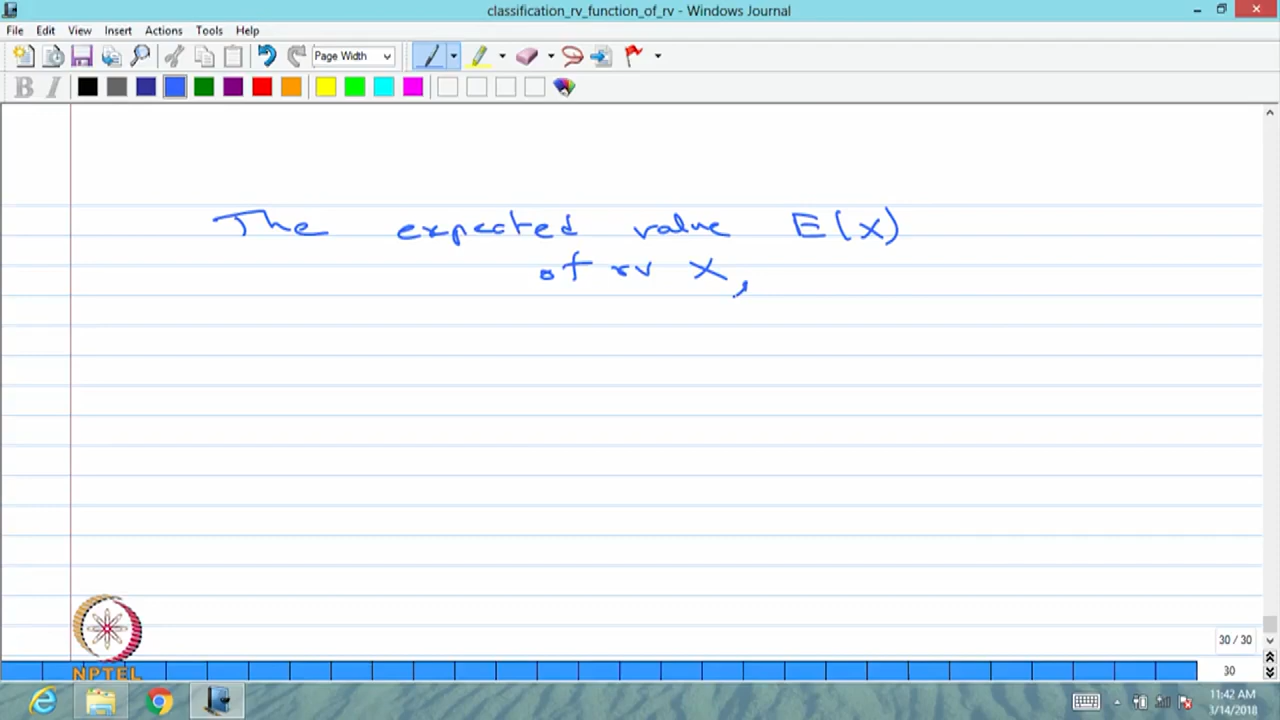 classification_rv_function_of_rv - Windows Journal
File Edit View Insert Actions Tools Help
Page Width
B I
The expected value E(X)
of rv X,
30 / 30
NPTEL
30
11:42 AM
3/14/2018